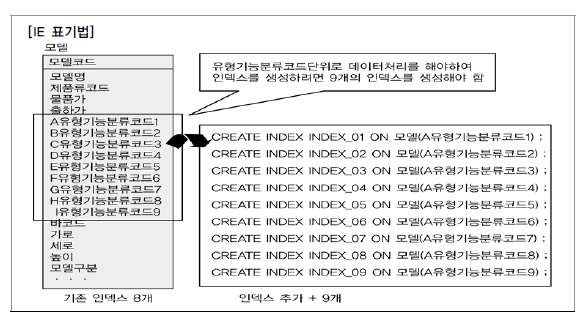 [IE 표기법]
모델
모델코드
모델명
제품류코드
물품가
출하가
A유형기능분류코드1
B유형기능분류코드2
C유형기능분류코드3
D유형기능분류코드4
E유형기능분류코드5
F유형기능분류코드6
G유형기능분류코드7
H유형기능분류코드8
I유형기능분류코드9
바코드
가로
세로
높이
모델구분
. . .
기존 인덱스 8개
유형기능분류코드단위로 데이터처리를 해야하여
인덱스를 생성하려면 9개의 인덱스를 생성해야 함
CREATE INDEX INDEX_01 ON 모델(A유형기능분류코드1) ;
CREATE INDEX INDEX_02 ON 모델(A유형기능분류코드2) ;
CREATE INDEX INDEX_03 ON 모델(A유형기능분류코드3) ;
CREATE INDEX INDEX_04 ON 모델(A유형기능분류코드4) ;
CREATE INDEX INDEX_05 ON 모델(A유형기능분류코드5) ;
CREATE INDEX INDEX_06 ON 모델(A유형기능분류코드6) ;
CREATE INDEX INDEX_07 ON 모델(A유형기능분류코드7) ;
CREATE INDEX INDEX_08 ON 모델(A유형기능분류코드8) ;
CREATE INDEX INDEX_09 ON 모델(A유형기능분류코드9) ;
인덱스 추가 + 9개